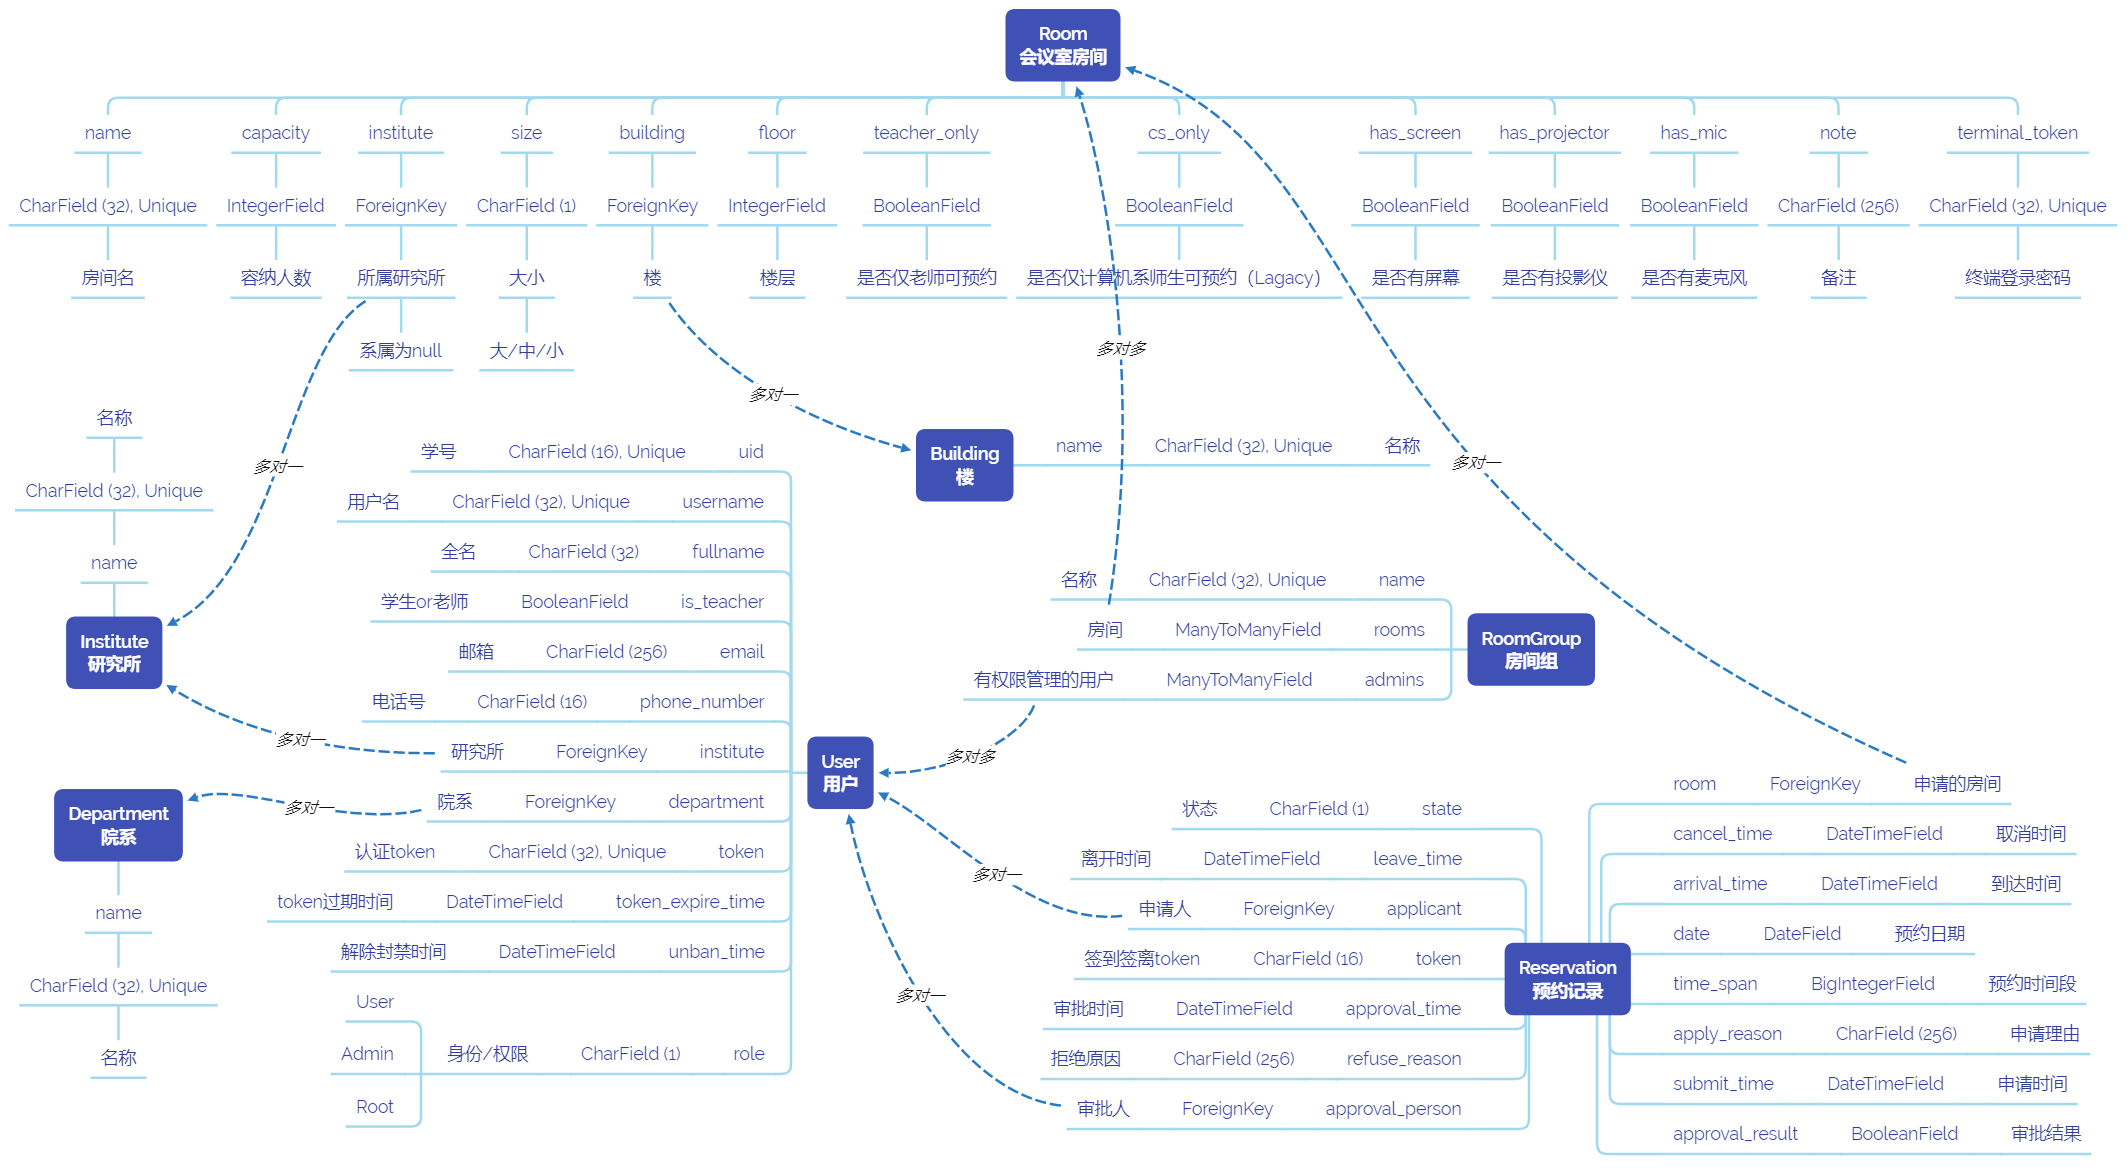 Room
会议室房间
name
capacity
institute
size
building
floor
teacher_only
cs_only
has_screen
has_projector
has_mic
note
terminal_token
CharField (32), Unique
IntegerField
ForeignKey
CharField (1)
ForeignKey
IntegerField
BooleanField
BooleanField
BooleanField
BooleanField
BooleanField
CharField (256)
CharField (32), Unique
房间名
容纳人数
所属研究所
大小
楼
楼层
是否仅老师可预约
是否仅计算机系师生可预约（Lagacy）
是否有屏幕
是否有投影仪
是否有麦克风
备注
终端登录密码
系属为null
大/中/小
多对多
多对一
多对一
多对一
名称
CharField (32), Unique
name
Institute
研究所
Building
楼
name
CharField (32), Unique
名称
学号 CharField (16), Unique uid
用户名 CharField (32), Unique username
全名 CharField (32) fullname
学生or老师 BooleanField is_teacher
邮箱 CharField (256) email
电话号 CharField (16) phone_number
研究所 ForeignKey institute
院系 ForeignKey department
认证token CharField (32), Unique token
token过期时间 DateTimeField token_expire_time
解除封禁时间 DateTimeField unban_time
User
Admin
Root
身份/权限 CharField (1) role
多对一
多对一
User
用户
Department
院系
name
CharField (32), Unique
名称
名称 CharField (32), Unique name
房间 ManyToManyField rooms
有权限管理的用户 ManyToManyField admins
RoomGroup
房间组
多对多
多对一
多对一
状态 CharField (1) state
离开时间 DateTimeField leave_time
申请人 ForeignKey applicant
签到签离token CharField (16) token
审批时间 DateTimeField approval_time
拒绝原因 CharField (256) refuse_reason
审批人 ForeignKey approval_person
Reservation
预约记录
room ForeignKey 申请的房间
cancel_time DateTimeField 取消时间
arrival_time DateTimeField 到达时间
date DateField 预约日期
time_span BigIntegerField 预约时间段
apply_reason CharField (256) 申请理由
submit_time DateTimeField 申请时间
approval_result BooleanField 审批结果